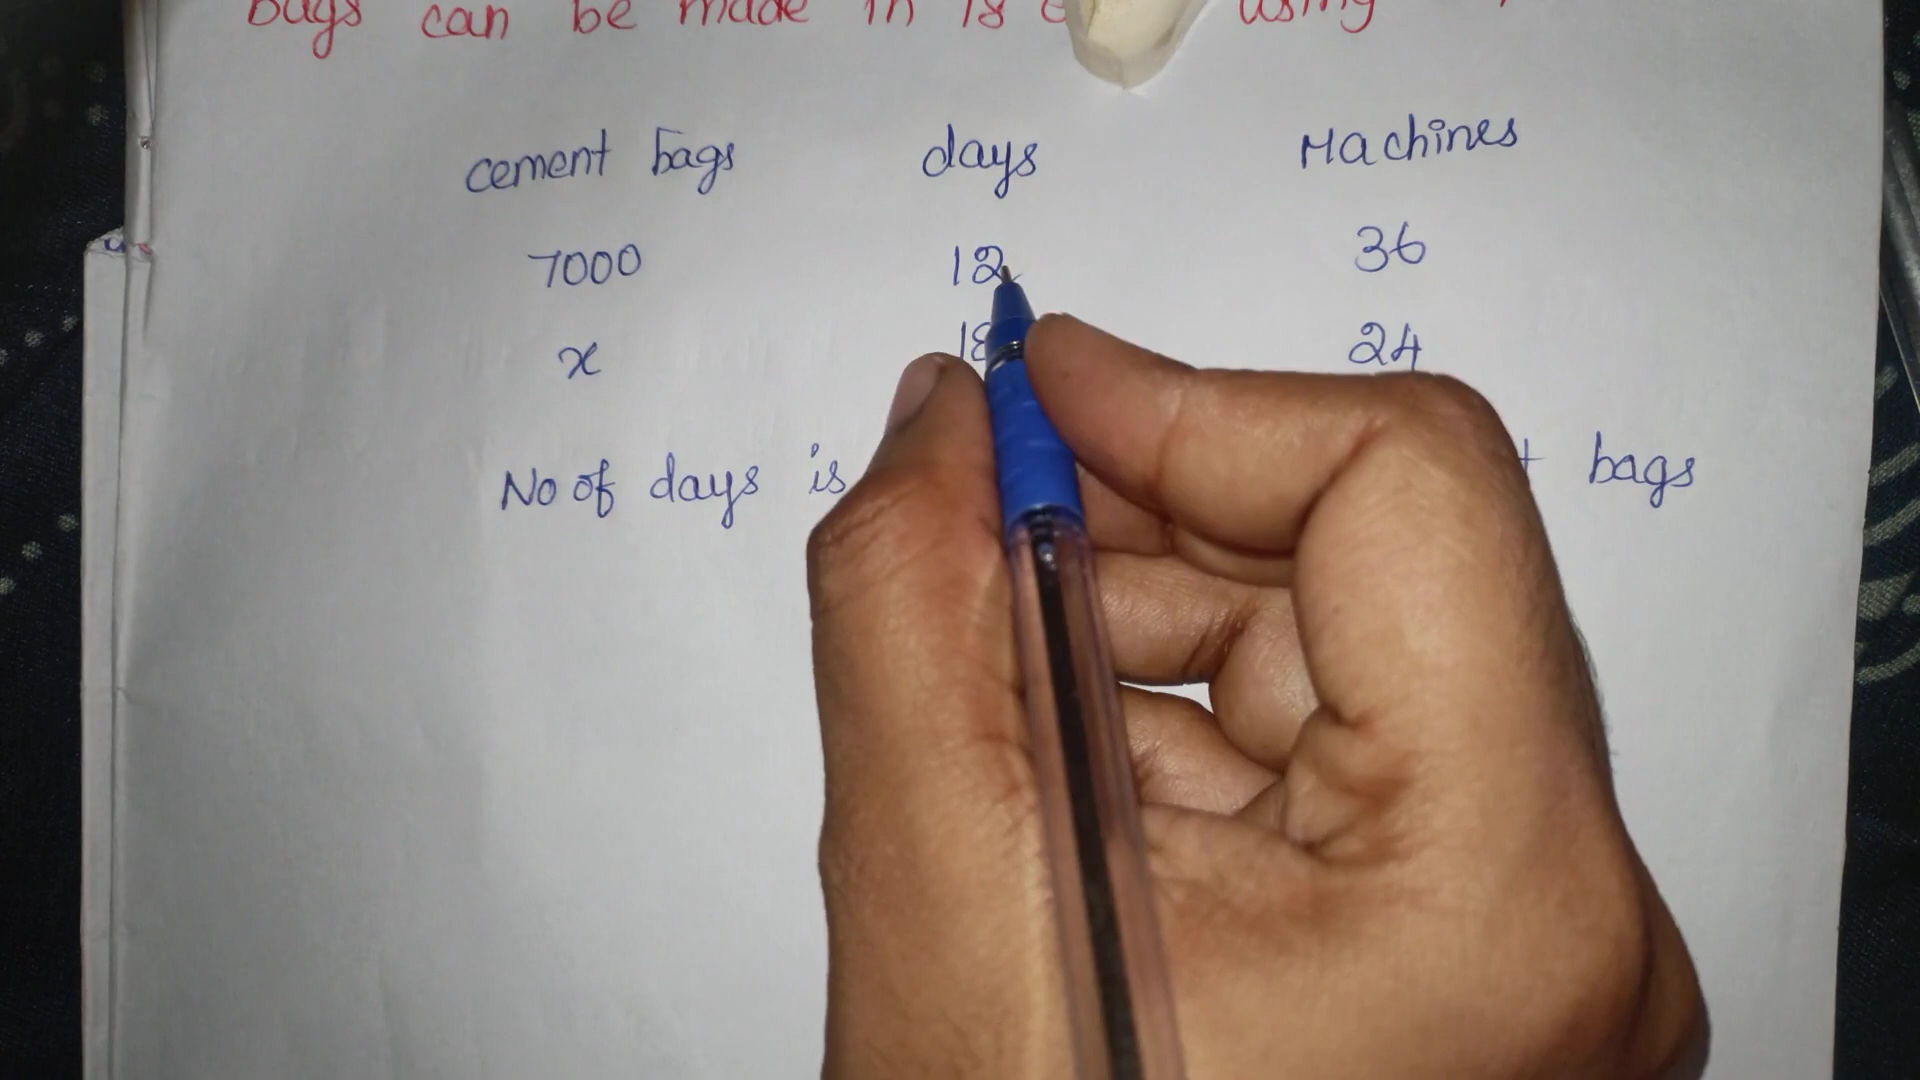 bags can be made in 18 using
cement bags days Machines
7000 12 36
x 18 24
No of days is bags